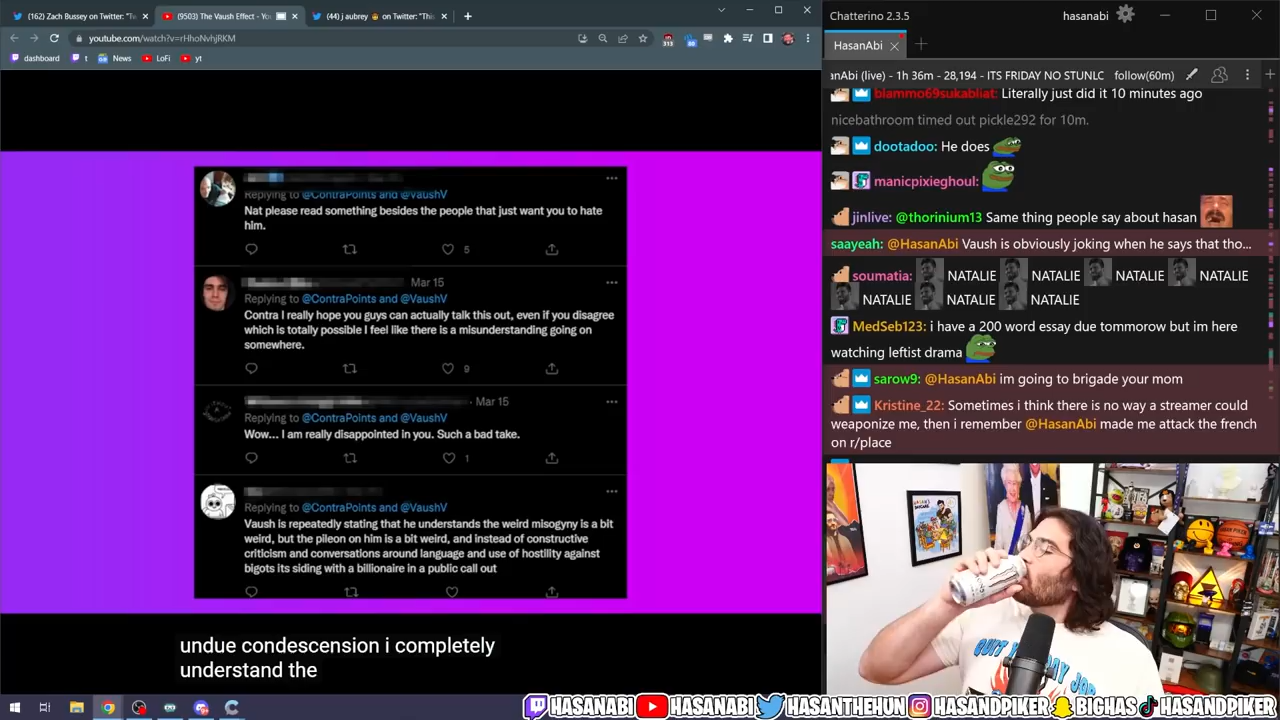 (162) Zach Bussey on Twitter: "Tw
(9503) The Vaush Effect - Yo
(44) j aubrey on Twitter: "This
youtube.com/watch?v=rHhoNvhjRKM
dashboard
t
News
LoFi
yt
Replying to @ContraPoints and @VaushV
Nat please read something besides the people that just want you to hate
him.
5
Mar 15
Replying to @ContraPoints and @VaushV
Contra I really hope you guys can actually talk this out, even if you disagree
which is totally possible I feel like there is a misunderstanding going on
somewhere.
9
· Mar 15
Replying to @ContraPoints and @VaushV
Wow... I am really disappointed in you. Such a bad take.
1
Replying to @ContraPoints and @VaushV
Vaush is repeatedly stating that he understands the weird misogyny is a bit
weird, but the pileon on him is a bit weird, and instead of constructive
criticism and conversations around language and use of hostility against
bigots its siding with a billionaire in a public call out
undue condescension i completely
understand the
Chatterino 2.3.5
hasanabi
HasanAbi
anAbi (live) - 1h 36m - 28,194 - ITS FRIDAY NO STUNLC
follow(60m)
blammo69sukabliat: Literally just did it 10 minutes ago
nicebathroom timed out pickle292 for 10m.
dootadoo: He does
manicpixieghoul:
jinlive: @thorinium13 Same thing people say about hasan
saayeah: @HasanAbi Vaush is obviously joking when he says that tho...
soumatia: NATALIE NATALIE NATALIE NATALIE
NATALIE NATALIE NATALIE
MedSeb123: i have a 200 word essay due tommorow but im here
watching leftist drama
sarow9: @HasanAbi im going to brigade your mom
Kristine_22: Sometimes i think there is no way a streamer could
weaponize me, then i remember @HasanAbi made me attack the french
on r/place
HASANABI
HASANABI
HASANTHEHUN
HASANDPIKER
BIGHAS
HASANDPIKER